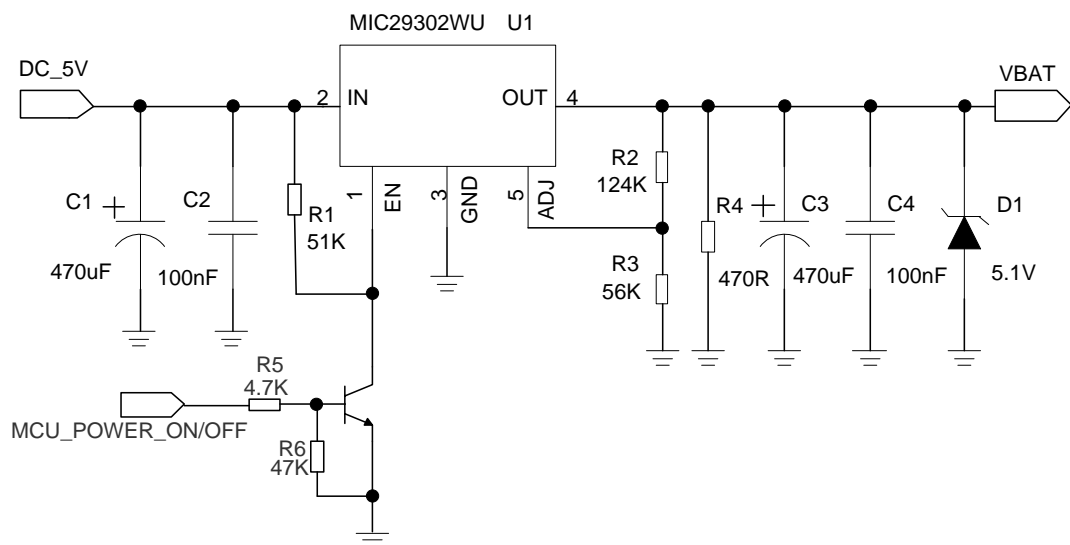 MIC29302WU U1
DC_5V
VBAT
2 IN
OUT 4
1
EN
3
GND
5
ADJ
R2
124K
C1
C2
R1
51K
R4
C3
C4
D1
470uF
100nF
R3
56K
470R
470uF
100nF
5.1V
R5
4.7K
MCU_POWER_ON/OFF
R6
47K